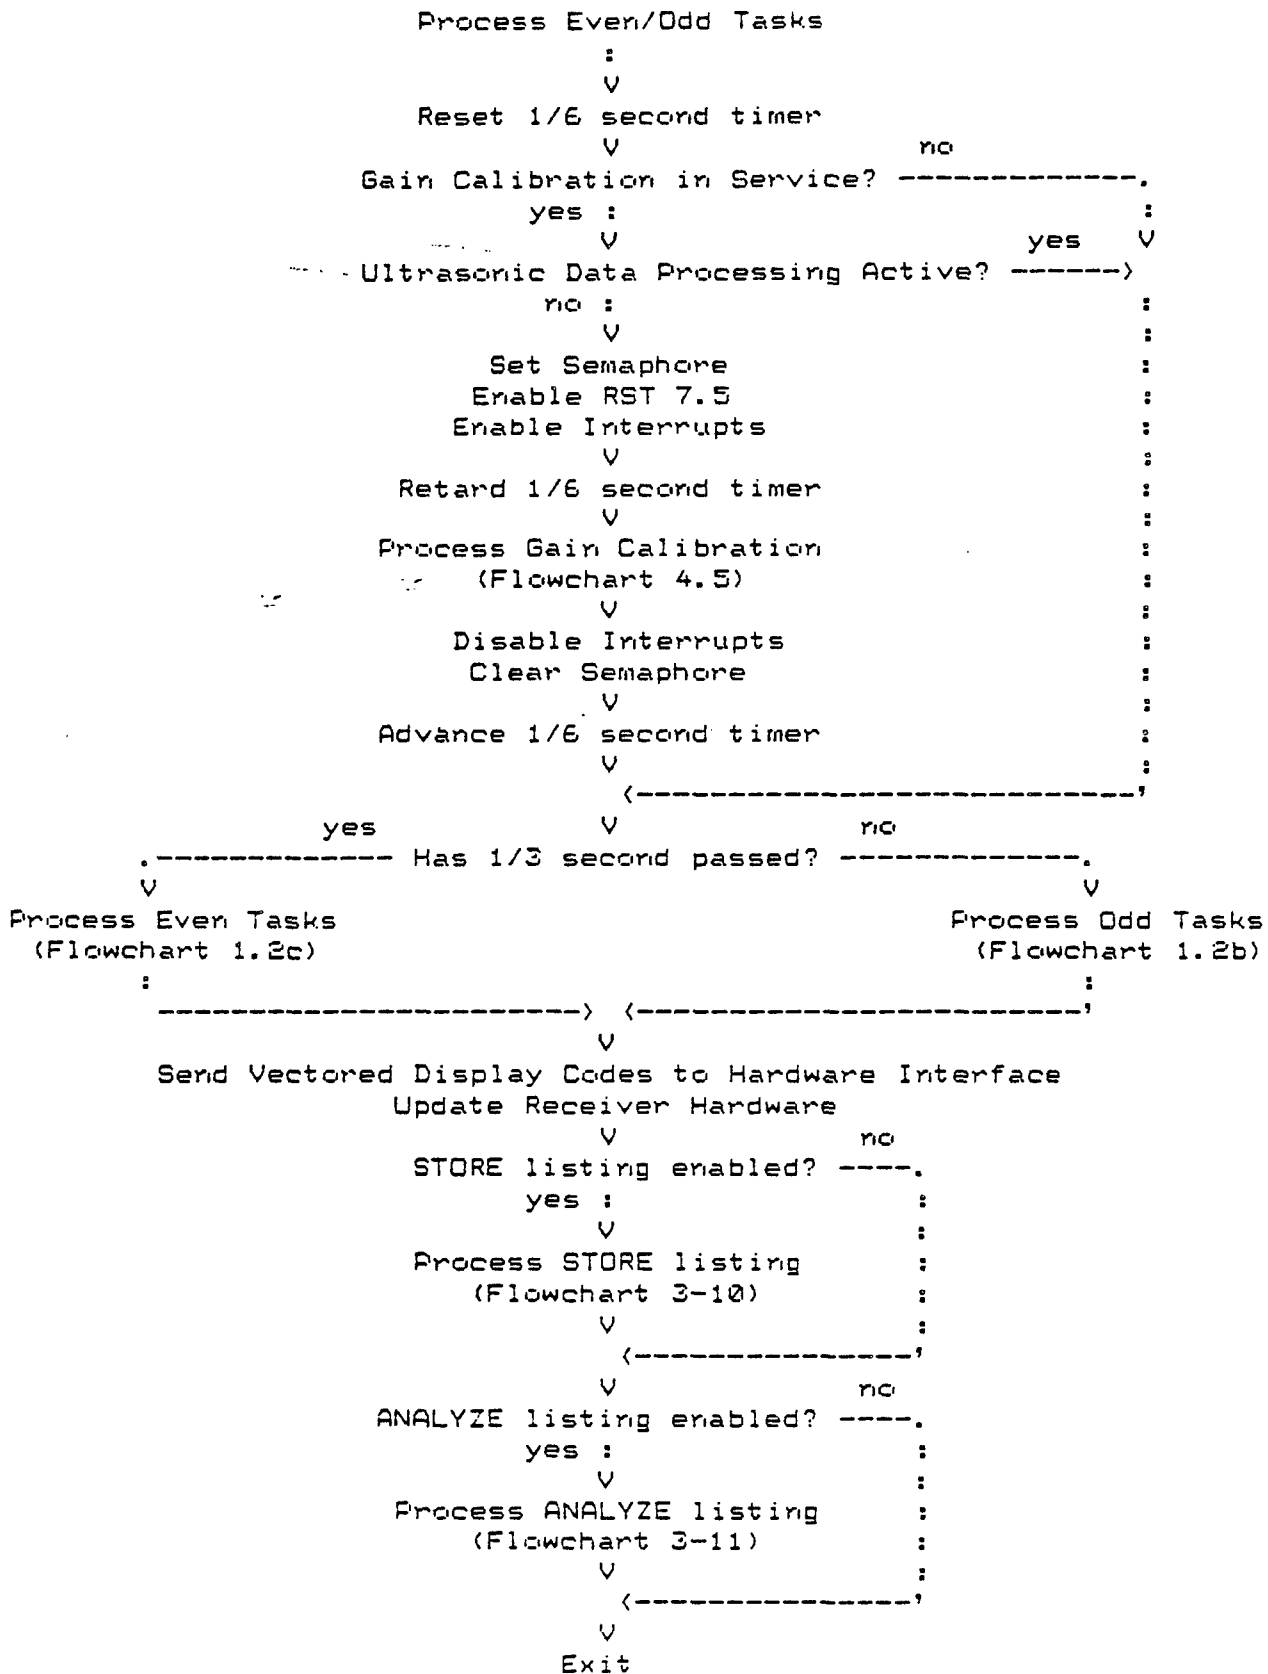 Process Even/Odd Tasks
:
V
Reset 1/6 second timer
V no
Gain Calibration in Service? -------------.
yes : :
V yes V
Ultrasonic Data Processing Active? ------>
no : :
V :
Set Semaphore :
Enable RST 7.5 :
Enable Interrupts :
V :
Retard 1/6 second timer :
V :
Process Gain Calibration :
(Flowchart 4.5) :
V :
Disable Interrupts :
Clear Semaphore :
V :
Advance 1/6 second timer :
V :
<----------------------------'
yes V no
.------------- Has 1/3 second passed? -------------.
V V
Process Even Tasks Process Odd Tasks
(Flowchart 1.2c) (Flowchart 1.2b)
: :
-----------------------> <------------------------'
V
Send Vectored Display Codes to Hardware Interface
Update Receiver Hardware
V no
STORE listing enabled? ----.
yes : :
V :
Process STORE listing :
(Flowchart 3-10) :
V :
<---------------'
V no
ANALYZE listing enabled? ----.
yes : :
V :
Process ANALYZE listing :
(Flowchart 3-11) :
V :
<---------------'
V
Exit